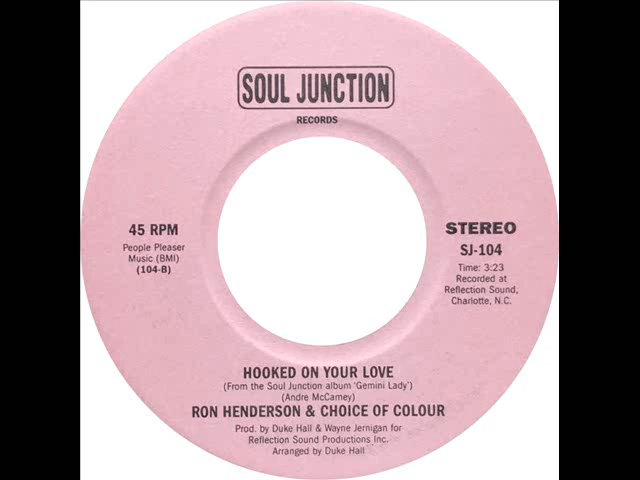 SOUL JUNCTION
RECORDS
45 RPM
People Pleaser
Music (BMI)
(104-B)
STEREO
SJ-104
Time: 3:23
Recorded at
Reflection Sound,
Charlotte, N.C.
HOOKED ON YOUR LOVE
(From the Soul Junction album 'Gemini Lady')
(Andre McCamey)
RON HENDERSON & CHOICE OF COLOUR
Prod. by Duke Hall & Wayne Jernigan for
Reflection Sound Productions Inc.
Arranged by Duke Hall